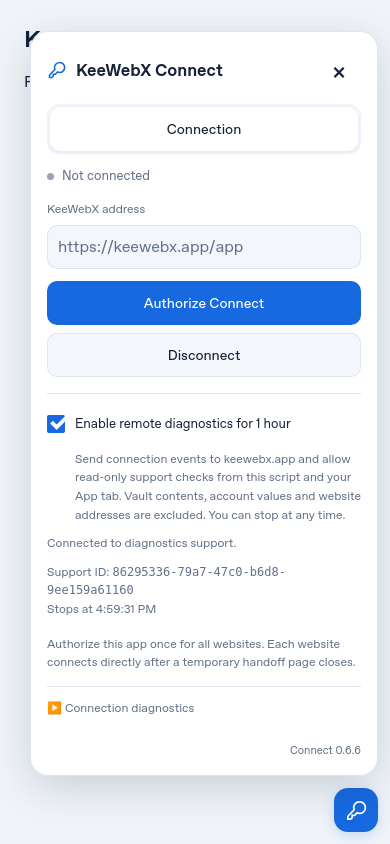 K
F
KeeWebX Connect
×
Connection
Not connected
KeeWebX address
https://keewebx.app/app
Authorize Connect
Disconnect
Enable remote diagnostics for 1 hour
Send connection events to keewebx.app and allow
read-only support checks from this script and your
App tab. Vault contents, account values and website
addresses are excluded. You can stop at any time.
Connected to diagnostics support.
Support ID: 86295336-79a7-47c0-b6d8-
9ee159a61160
Stops at 4:59:31 PM
Authorize this app once for all websites. Each website
connects directly after a temporary handoff page closes.
Connection diagnostics
Connect 0.6.6